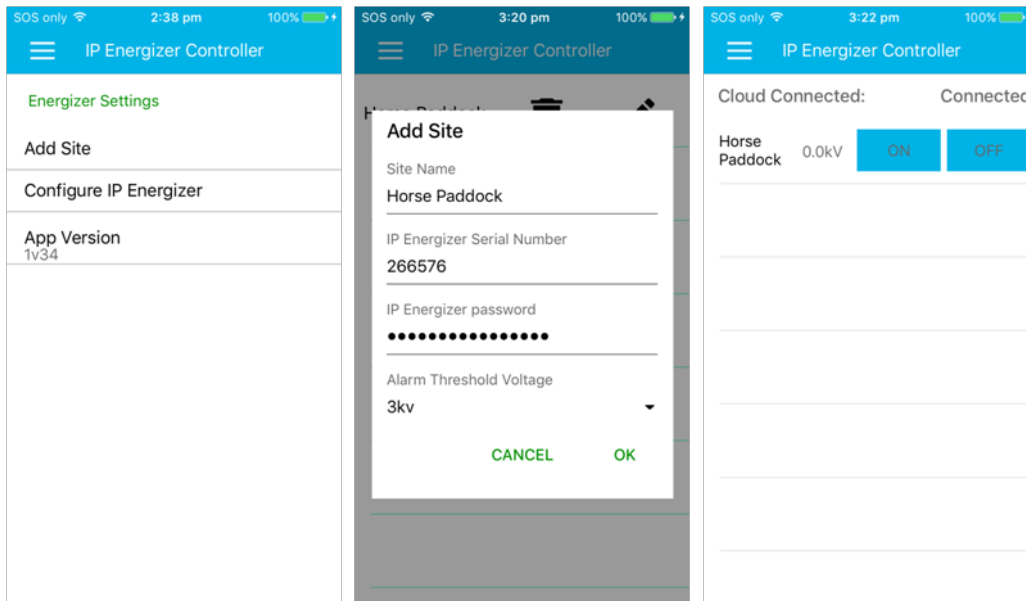 SOS only 2:38 pm 100%
IP Energizer Controller
Energizer Settings
Add Site
Configure IP Energizer
App Version
1v34
SOS only 3:20 pm 100%
IP Energizer Controller
Horse Paddock
Add Site
Site Name
Horse Paddock
IP Energizer Serial Number
266576
IP Energizer password
••••••••••••••••
Alarm Threshold Voltage
3kv
CANCEL OK
SOS only 3:22 pm 100%
IP Energizer Controller
Cloud Connected: Connected
Horse
Paddock 0.0kV ON OFF